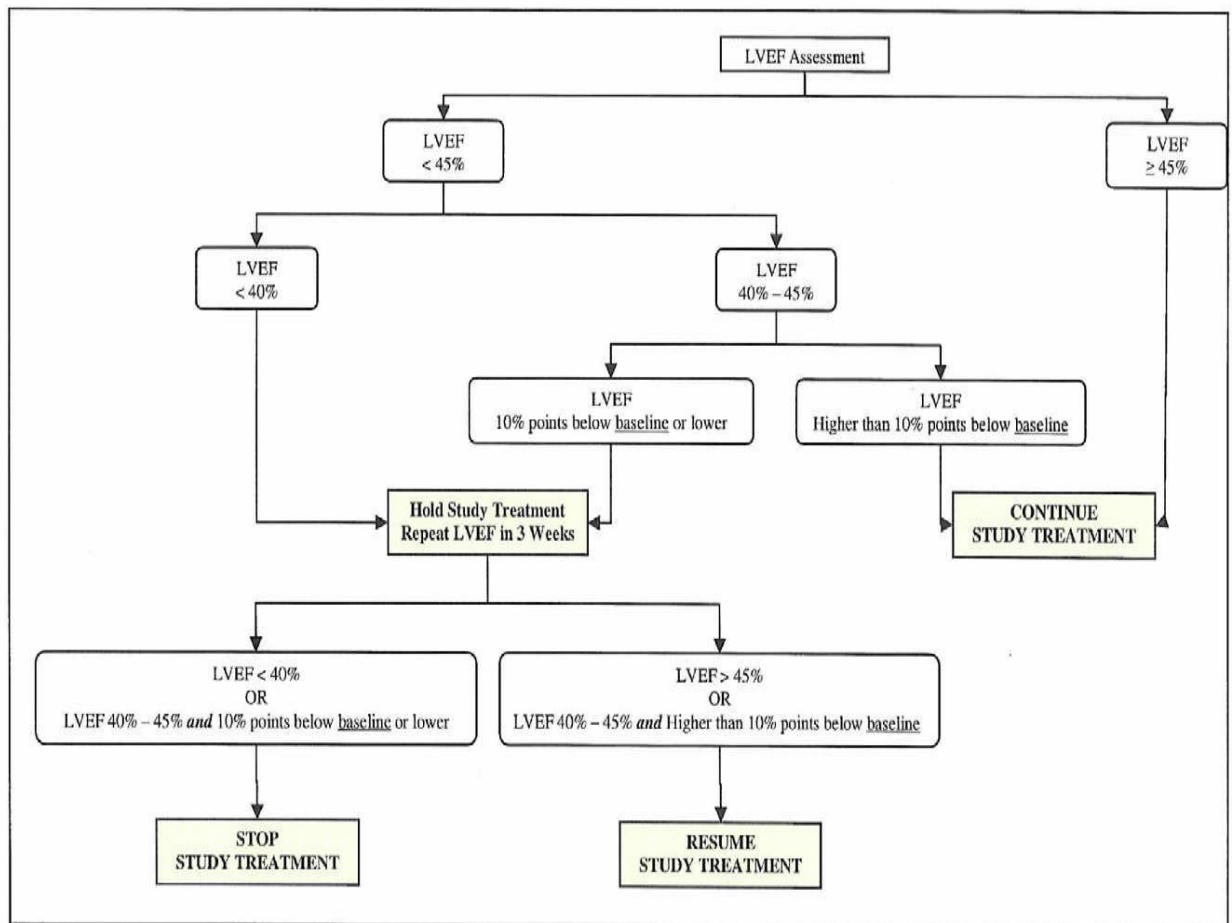 LVEF Assessment
LVEF
< 45%
LVEF
≥ 45%
LVEF
< 40%
LVEF
40% – 45%
LVEF
10% points below baseline or lower
LVEF
Higher than 10% points below baseline
Hold Study Treatment
Repeat LVEF in 3 Weeks
CONTINUE
STUDY TREATMENT
LVEF < 40%
OR
LVEF 40% – 45% and 10% points below baseline or lower
LVEF > 45%
OR
LVEF 40% – 45% and Higher than 10% points below baseline
STOP
STUDY TREATMENT
RESUME
STUDY TREATMENT